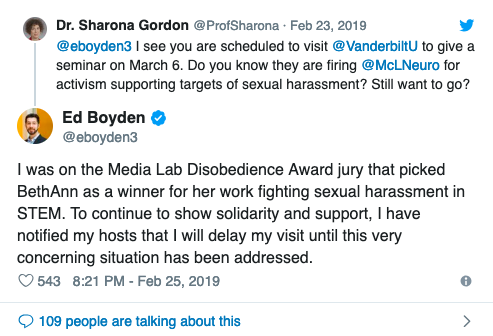 Dr. Sharona Gordon @ProfSharona · Feb 23, 2019
@eboyden3 I see you are scheduled to visit @VanderbiltU to give a
seminar on March 6. Do you know they are firing @McLNeuro for
activism supporting targets of sexual harassment? Still want to go?
Ed Boyden
@eboyden3
I was on the Media Lab Disobedience Award jury that picked
BethAnn as a winner for her work fighting sexual harassment in
STEM. To continue to show solidarity and support, I have
notified my hosts that I will delay my visit until this very
concerning situation has been addressed.
543 8:21 PM - Feb 25, 2019
109 people are talking about this